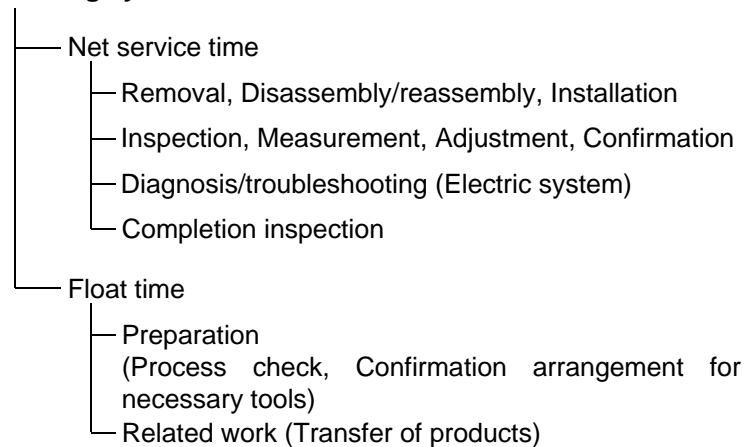 Net service time
Removal, Disassembly/reassembly, Installation
Inspection, Measurement, Adjustment, Confirmation
Diagnosis/troubleshooting (Electric system)
Completion inspection
Float time
Preparation
(Process check, Confirmation arrangement for
necessary tools)
Related work (Transfer of products)